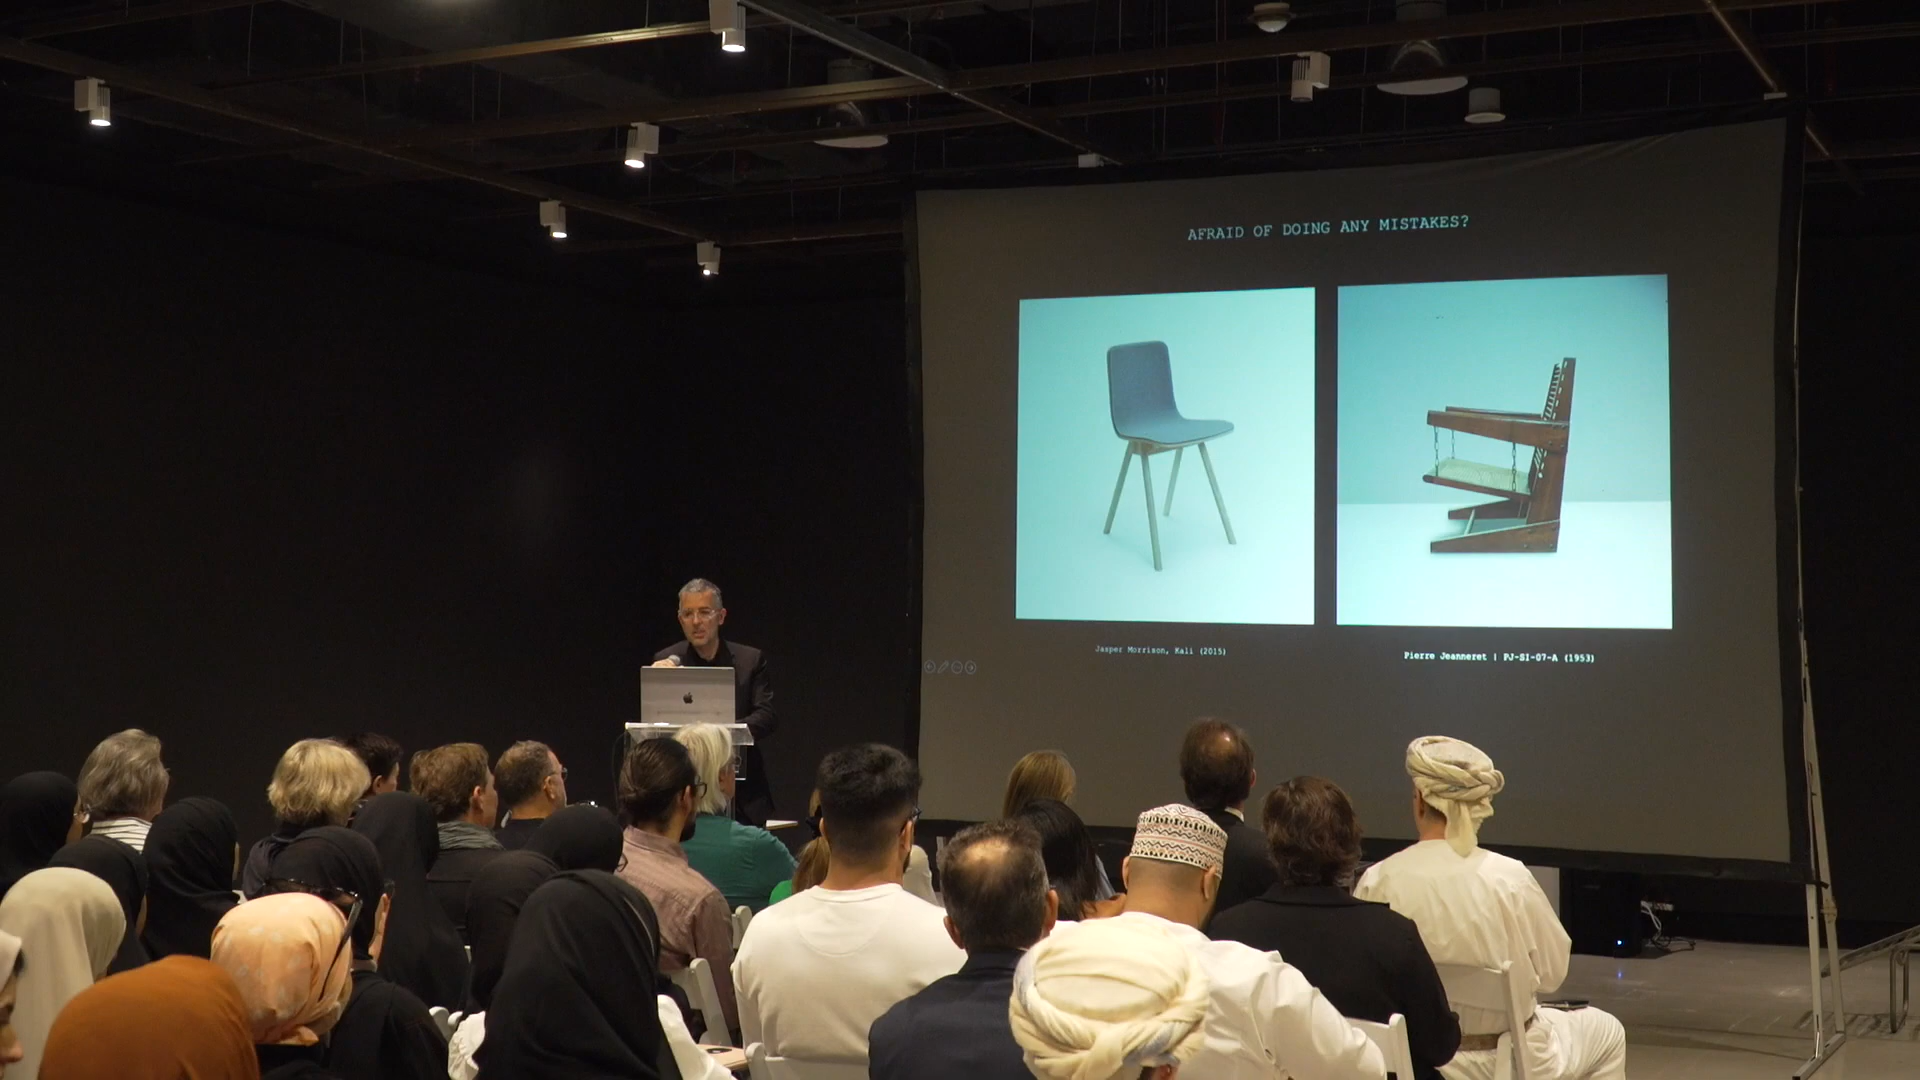 AFRAID OF DOING ANY MISTAKES?
Jasper Morrison, Kali (2015)
Pierre Jeanneret | PJ-SI-07-A (1953)